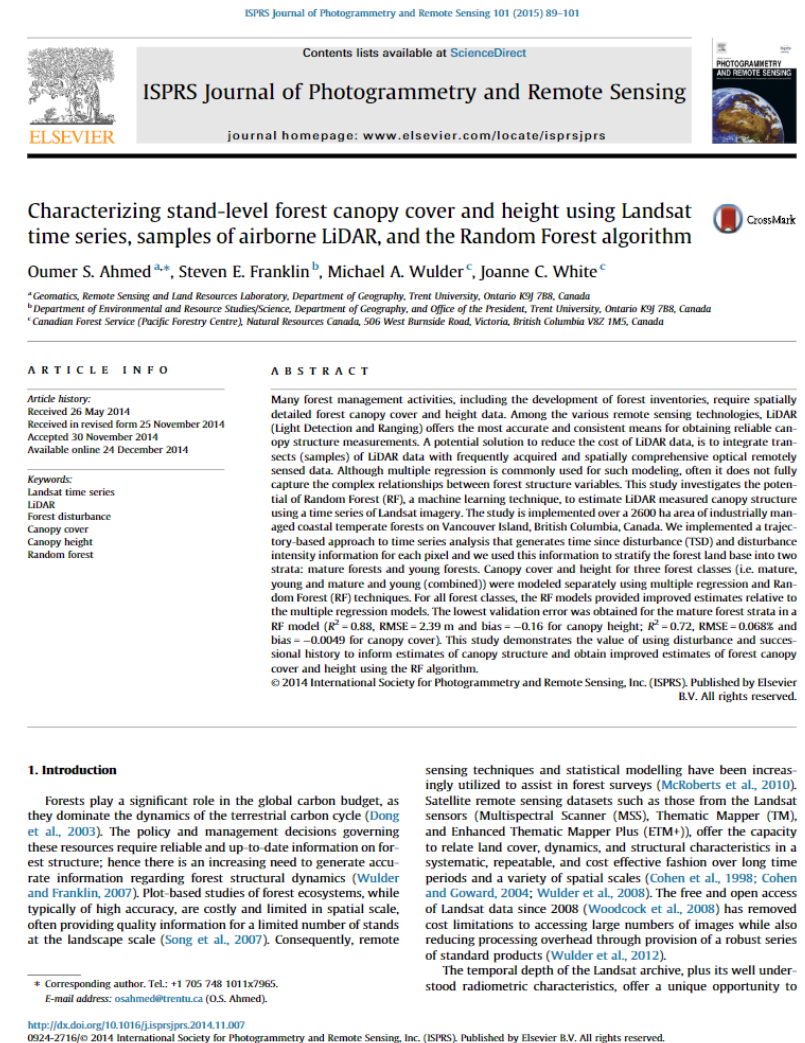 ISPRS Journal of Photogrammetry and Remote Sensing 101 (2015) 89–101
Contents lists available at ScienceDirect
ISPRS Journal of Photogrammetry and Remote Sensing
journal homepage: www.elsevier.com/locate/isprsjprs
ELSEVIER
PHOTOGRAMMETRY
AND REMOTE SENSING
Characterizing stand-level forest canopy cover and height using Landsat
time series, samples of airborne LiDAR, and the Random Forest algorithm
CrossMark
Oumer S. Ahmed a,*, Steven E. Franklin b, Michael A. Wulder c, Joanne C. White c
a Geomatics, Remote Sensing and Land Resources Laboratory, Department of Geography, Trent University, Ontario K9J 7B8, Canada
b Department of Environmental and Resource Studies/Science, Department of Geography, and Office of the President, Trent University, Ontario K9J 7B8, Canada
c Canadian Forest Service (Pacific Forestry Centre), Natural Resources Canada, 506 West Burnside Road, Victoria, British Columbia V8Z 1M5, Canada
ARTICLE INFO
Article history:
Received 26 May 2014
Received in revised form 25 November 2014
Accepted 30 November 2014
Available online 24 December 2014
Keywords:
Landsat time series
LiDAR
Forest disturbance
Canopy cover
Canopy height
Random forest
ABSTRACT
Many forest management activities, including the development of forest inventories, require spatially
detailed forest canopy cover and height data. Among the various remote sensing technologies, LiDAR
(Light Detection and Ranging) offers the most accurate and consistent means for obtaining reliable can-
opy structure measurements. A potential solution to reduce the cost of LiDAR data, is to integrate tran-
sects (samples) of LiDAR data with frequently acquired and spatially comprehensive optical remotely
sensed data. Although multiple regression is commonly used for such modeling, often it does not fully
capture the complex relationships between forest structure variables. This study investigates the poten-
tial of Random Forest (RF), a machine learning technique, to estimate LiDAR measured canopy structure
using a time series of Landsat imagery. The study is implemented over a 2600 ha area of industrially man-
aged coastal temperate forests on Vancouver Island, British Columbia, Canada. We implemented a trajec-
tory-based approach to time series analysis that generates time since disturbance (TSD) and disturbance
intensity information for each pixel and we used this information to stratify the forest land base into two
strata: mature forests and young forests. Canopy cover and height for three forest classes (i.e. mature,
young and mature and young (combined)) were modeled separately using multiple regression and Ran-
dom Forest (RF) techniques. For all forest classes, the RF models provided improved estimates relative to
the multiple regression models. The lowest validation error was obtained for the mature forest strata in a
RF model (R² = 0.88, RMSE = 2.39 m and bias = −0.16 for canopy height; R² = 0.72, RMSE = 0.068% and
bias = −0.0049 for canopy cover). This study demonstrates the value of using disturbance and succes-
sional history to inform estimates of canopy structure and obtain improved estimates of forest canopy
cover and height using the RF algorithm.
© 2014 International Society for Photogrammetry and Remote Sensing, Inc. (ISPRS). Published by Elsevier
B.V. All rights reserved.
1. Introduction
Forests play a significant role in the global carbon budget, as
they dominate the dynamics of the terrestrial carbon cycle (Dong
et al., 2003). The policy and management decisions governing
these resources require reliable and up-to-date information on for-
est structure; hence there is an increasing need to generate accu-
rate information regarding forest structural dynamics (Wulder
and Franklin, 2007). Plot-based studies of forest ecosystems, while
typically of high accuracy, are costly and limited in spatial scale,
often providing quality information for a limited number of stands
at the landscape scale (Song et al., 2007). Consequently, remote
sensing techniques and statistical modelling have been increas-
ingly utilized to assist in forest surveys (McRoberts et al., 2010).
Satellite remote sensing datasets such as those from the Landsat
sensors (Multispectral Scanner (MSS), Thematic Mapper (TM),
and Enhanced Thematic Mapper Plus (ETM+)), offer the capacity
to relate land cover, dynamics, and structural characteristics in a
systematic, repeatable, and cost effective fashion over long time
periods and a variety of spatial scales (Cohen et al., 1998; Cohen
and Goward, 2004; Wulder et al., 2008). The free and open access
of Landsat data since 2008 (Woodcock et al., 2008) has removed
cost limitations to accessing large numbers of images while also
reducing processing overhead through provision of a robust series
of standard products (Wulder et al., 2012).
The temporal depth of the Landsat archive, plus its well under-
stood radiometric characteristics, offer a unique opportunity to
* Corresponding author. Tel.: +1 705 748 1011x7965.
E-mail address: osahmed@trentu.ca (O.S. Ahmed).
http://dx.doi.org/10.1016/j.isprsjprs.2014.11.007
0924-2716/© 2014 International Society for Photogrammetry and Remote Sensing, Inc. (ISPRS). Published by Elsevier B.V. All rights reserved.